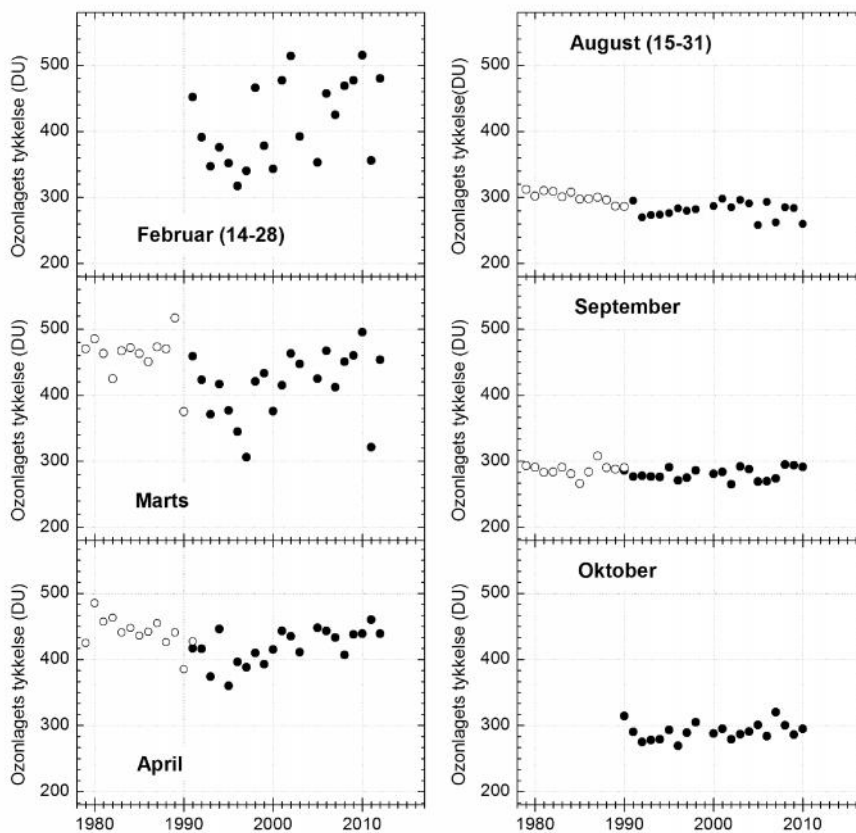 Ozonlagets tykkelse (DU)
500
400
300
200
Februar (14-28)
Ozonlagets tykkelse (DU)
500
400
300
200
Marts
Ozonlagets tykkelse (DU)
500
400
300
200
April
1980 1990 2000 2010
Ozonlagets tykkelse(DU)
500
400
300
200
August (15-31)
Ozonlagets tykkelse (DU)
500
400
300
200
September
Ozonlagets tykkelse (DU)
500
400
300
200
Oktober
1980 1990 2000 2010